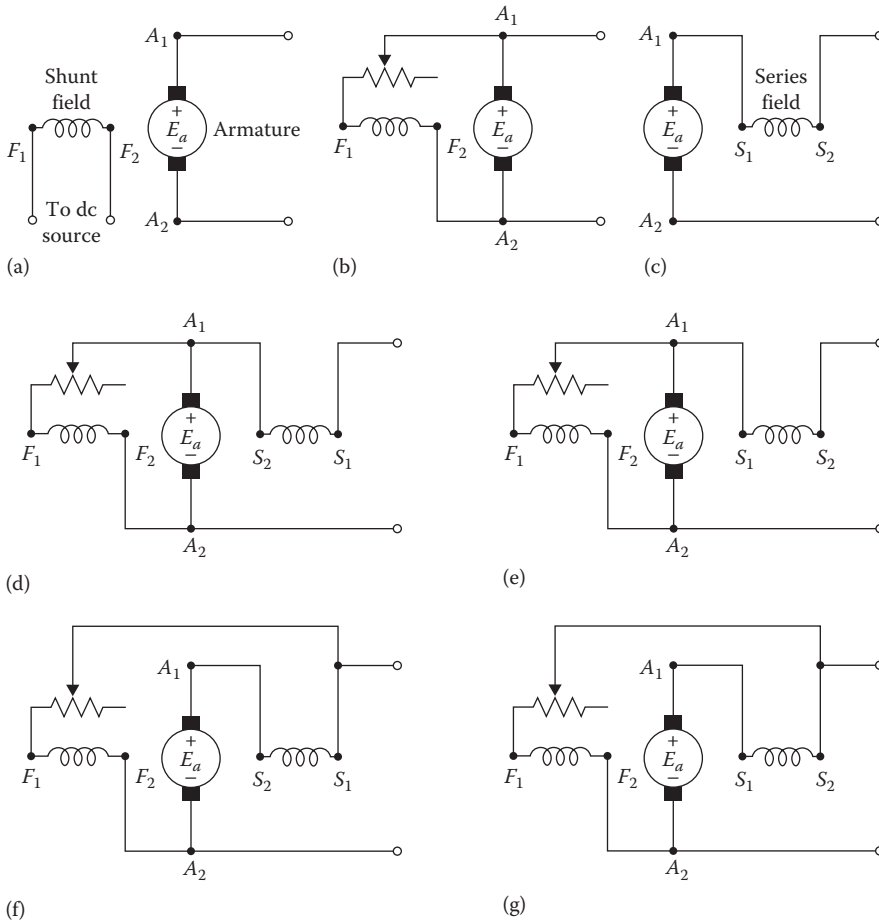 A1
A1
A1
Shunt
field
Series
field
+
Ea
−
Armature
+
Ea
−
+
Ea
−
F1
F2
F1
F2
S1
S2
To dc
source
A2
A2
A2
(a)
(b)
(c)
A1
A1
+
Ea
−
+
Ea
−
F1
F2
S2
S1
F1
F2
S1
S2
A2
A2
(d)
(e)
A1
A1
+
Ea
−
+
Ea
−
F1
F2
S2
S1
F1
F2
S1
S2
A2
A2
(f)
(g)